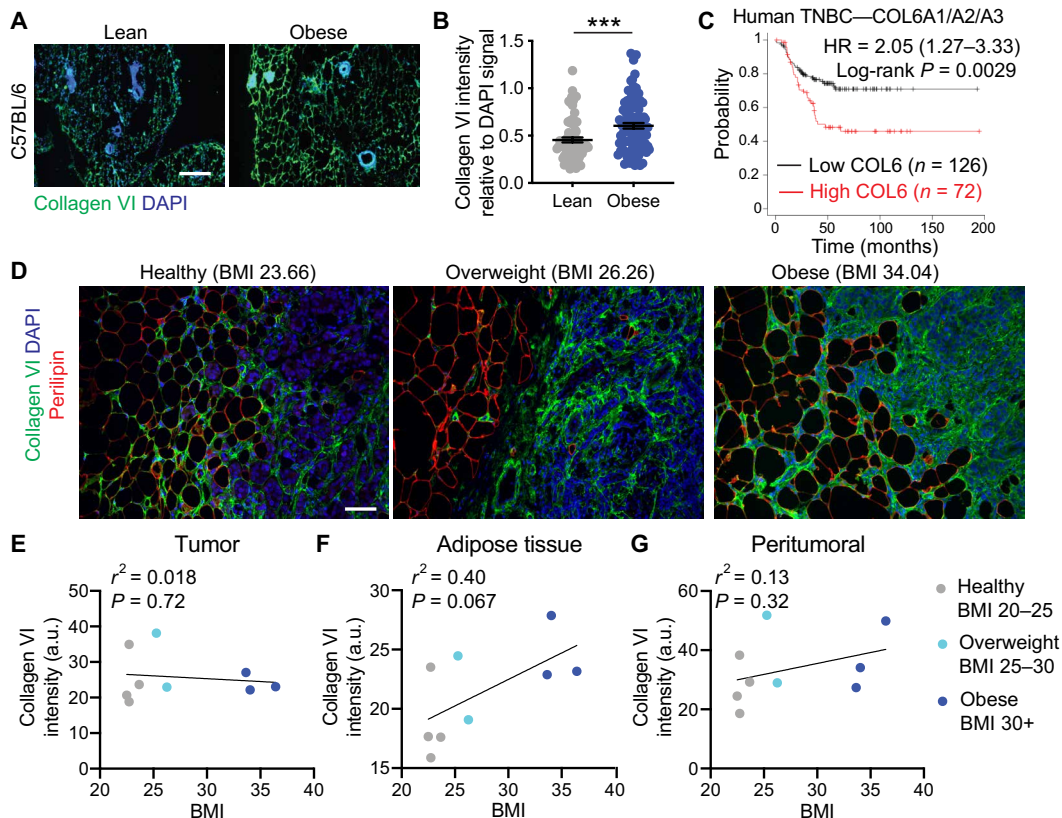 A
Lean
Obese
C57BL/6
Collagen VI DAPI
B
***
Collagen VI intensity
relative to DAPI signal
1.5
1.0
0.5
0.0
Lean
Obese
C
Human TNBC—COL6A1/A2/A3
HR = 2.05 (1.27–3.33)
Log-rank P = 0.0029
Probability
1
0.8
0.6
0.4
0.2
0
Low COL6 (n = 126)
High COL6 (n = 72)
0
50
100
150
200
Time (months)
D
Healthy (BMI 23.66)
Overweight (BMI 26.26)
Obese (BMI 34.04)
Collagen VI DAPI
Perilipin
E
Tumor
r² = 0.018
P = 0.72
Collagen VI
intensity (a.u.)
50
40
30
20
10
0
20
25
30
35
40
BMI
F
Adipose tissue
r² = 0.40
P = 0.067
Collagen VI
intensity (a.u.)
30
25
20
15
20
25
30
35
40
BMI
G
Peritumoral
r² = 0.13
P = 0.32
Collagen VI
intensity (a.u.)
60
40
20
0
20
25
30
35
40
BMI
Healthy
BMI 20–25
Overweight
BMI 25–30
Obese
BMI 30+